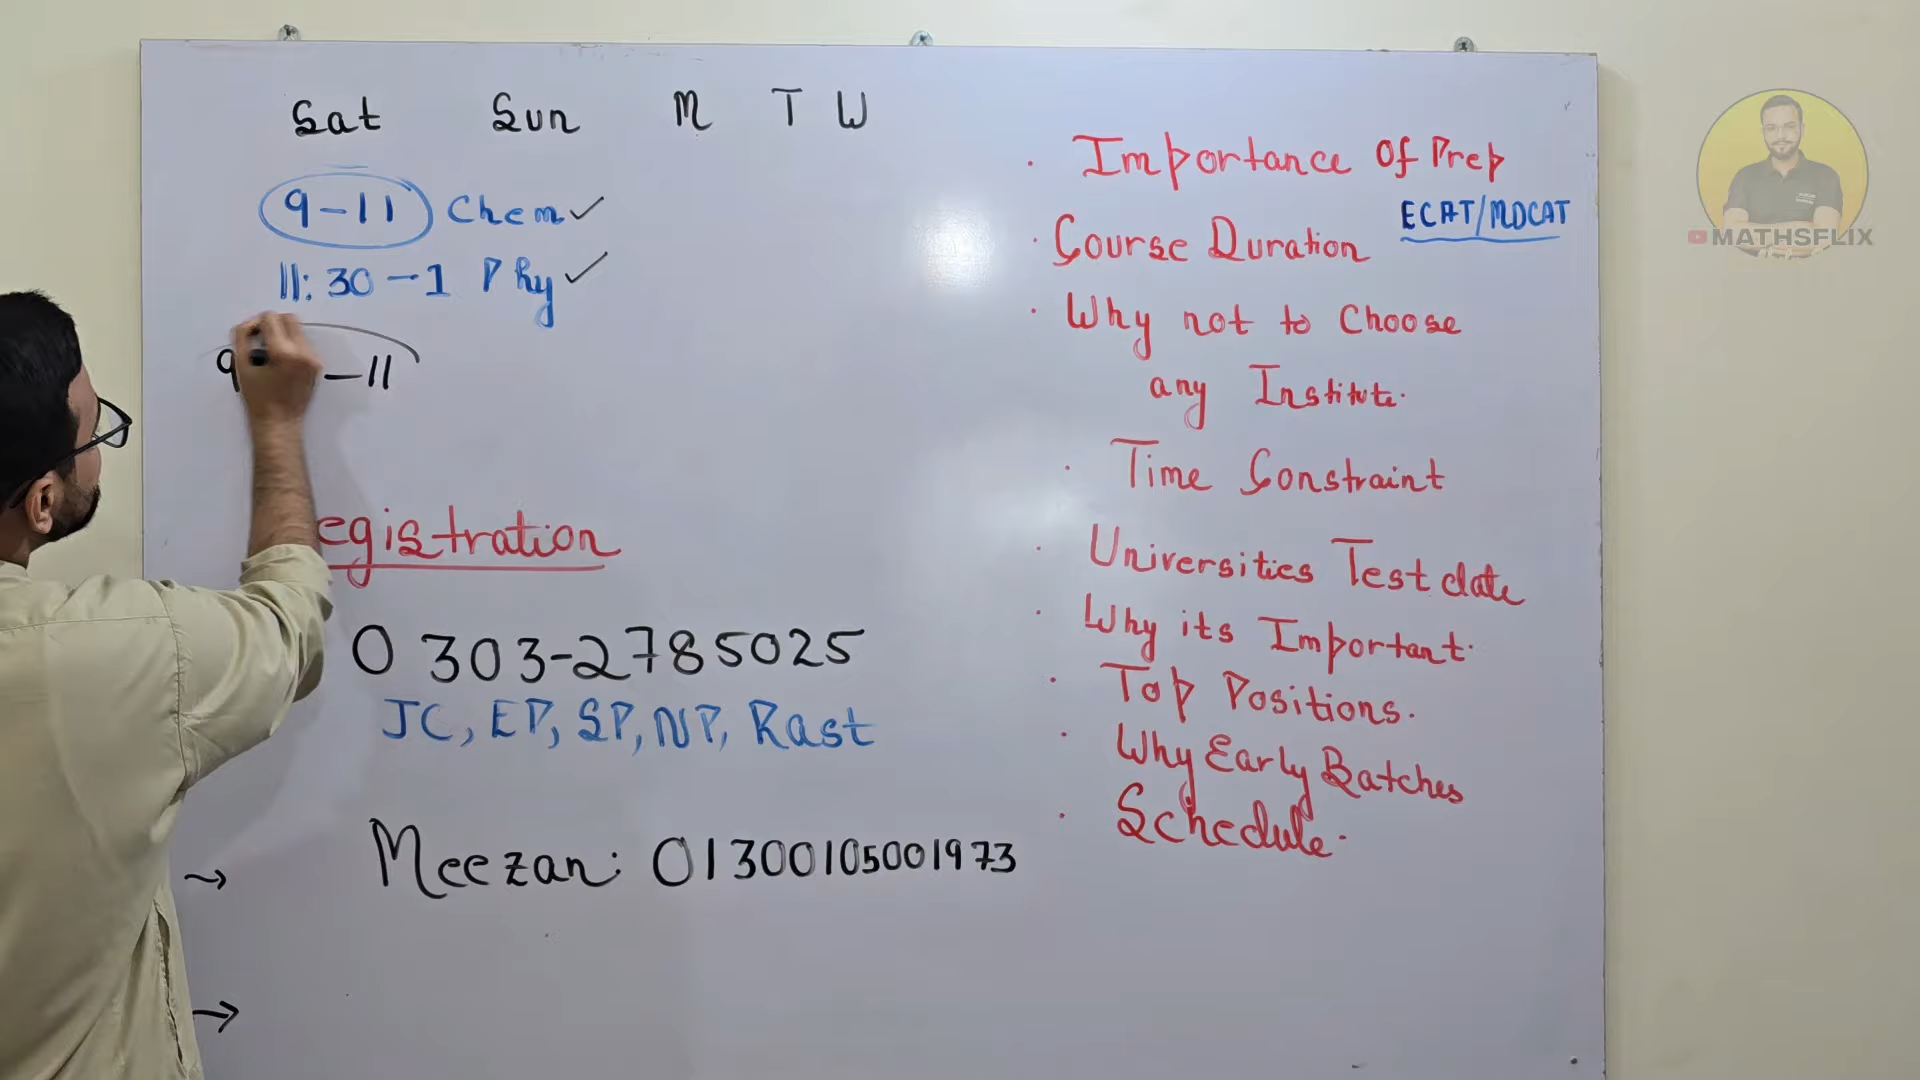 Sat Sun M T W
9-11 Chem ✓
11:30-1 Phy ✓
-11
egistration
0303-2785025
JC, EP, SP, NP, Rast
→ Meezan: 01300105001973
→
· Importance Of Prep
ECAT/MDCAT
· Course Duration
· Why not to Choose
any Institute.
· Time Constraint
· Universities Test date
· Why its Important.
· Top Positions.
· Why Early Batches
· Schedule.
MATHSFLIX